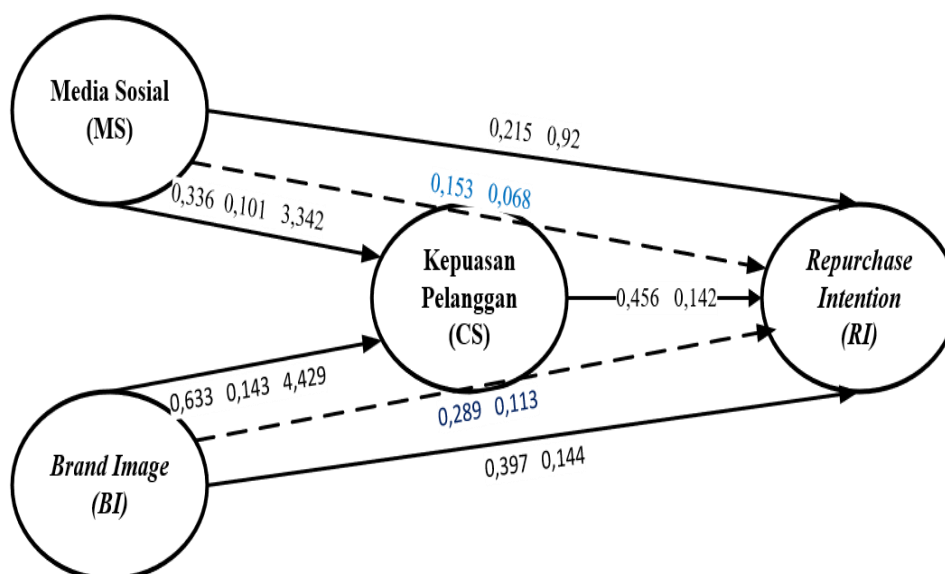 Media Sosial
(MS)
0,215 0,92
0,336 0,101 3,342
0,153 0,068
Kepuasan
Pelanggan
(CS)
0,456 0,142
Repurchase
Intention
(RI)
0,633 0,143 4,429
0,289 0,113
0,397 0,144
Brand Image
(BI)